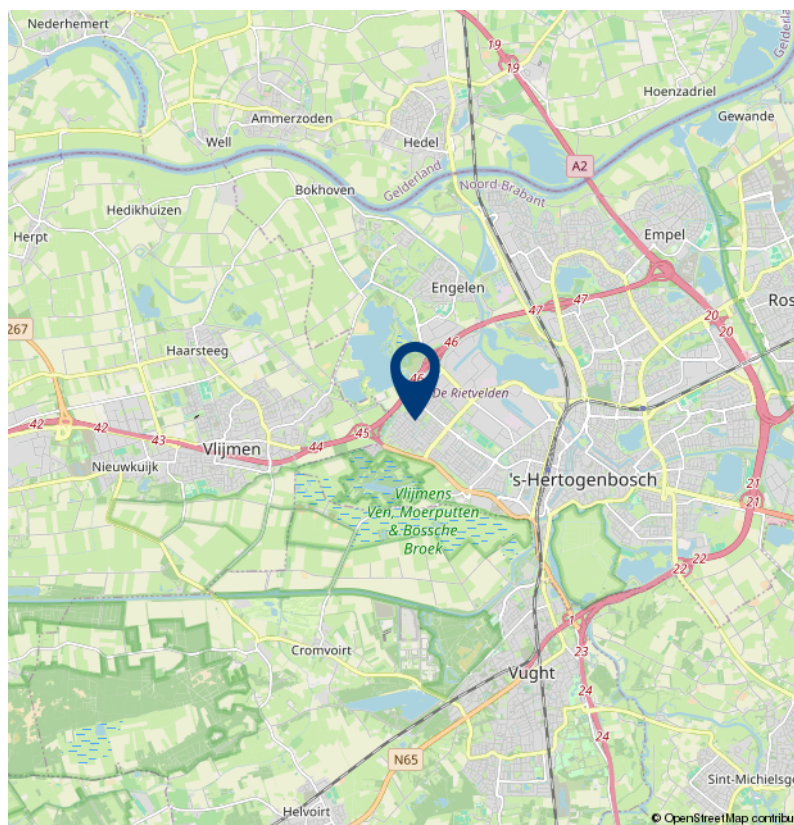 Nederhemert
19
19
Gelderland
Hoenzadriel
Gewande
Ammerzoden
Well
Hedel
A2
Gelderland
Noord-Brabant
Bokhoven
Hedikhuizen
Herpt
Empel
Engelen
Ros
47
47
20
20
267
46
Haarsteeg
46
De Rietvelden
42
42
43
44
45
Vlijmen
Nieuwkuijk
's-Hertogenbosch
21
21
Vlijmens
Ven, Moerputten
& Bossche
Broek
22
22
1
Cromvoirt
23
Vught
24
24
N65
Sint-Michielsge
Helvoirt
© OpenStreetMap contribu